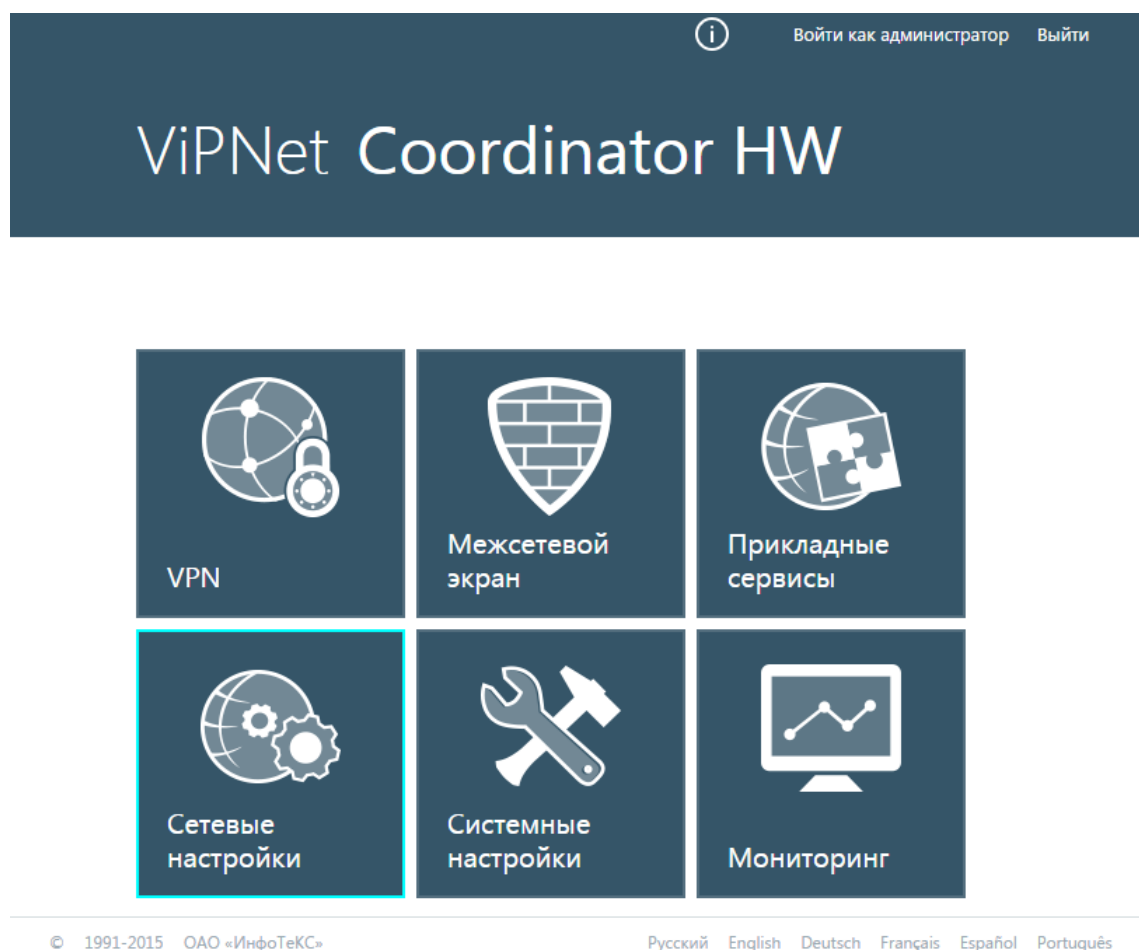 Войти как администратор Выйти
ViPNet Coordinator HW
VPN
Межсетевой
экран
Прикладные
сервисы
Сетевые
настройки
Системные
настройки
Мониторинг
© 1991-2015 ОАО «ИнфоТеКС» Русский English Deutsch Français Español Português